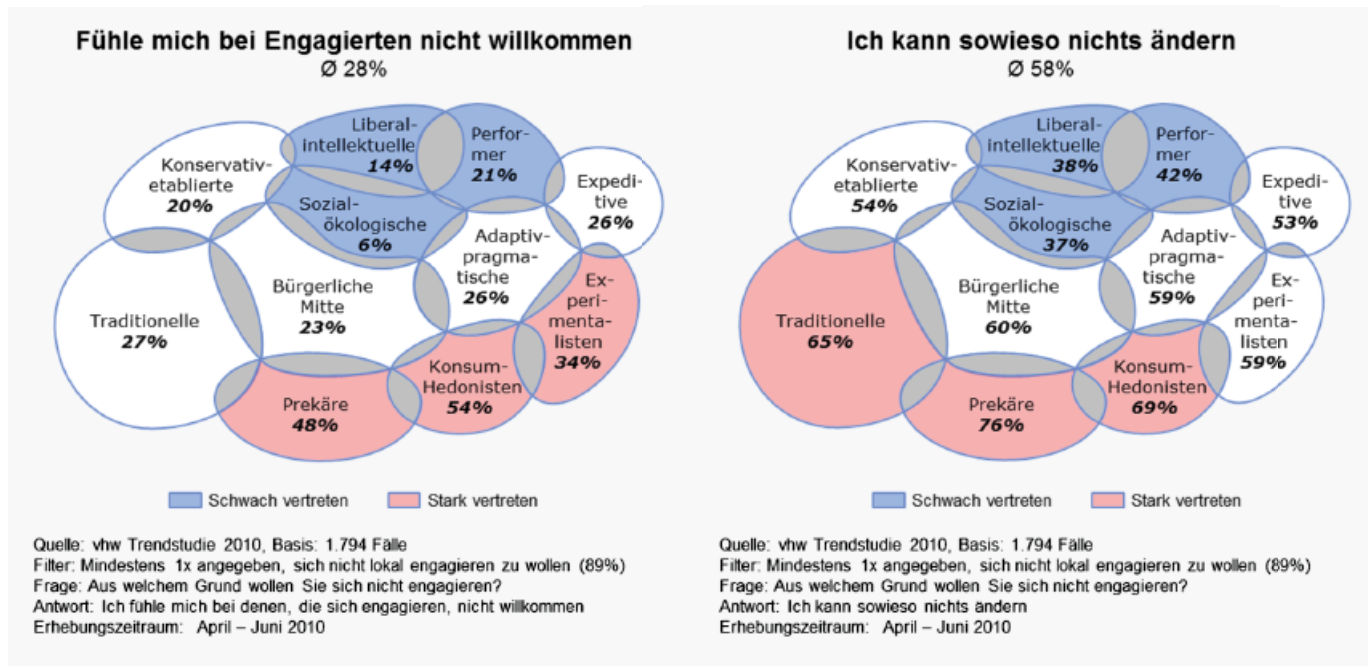 Fühle mich bei Engagierten nicht willkommen
Ø 28%
Liberal-
intellektuelle
14%
Perfor-
mer
21%
Konservativ-
etablierte
20%
Expedi-
tive
26%
Sozial-
ökologische
6%
Adaptiv-
pragma-
tische
26%
Ex-
peri-
menta-
listen
34%
Bürgerliche
Mitte
23%
Traditionelle
27%
Konsum-
Hedonisten
54%
Prekäre
48%
Schwach vertreten
Stark vertreten
Quelle: vhw Trendstudie 2010, Basis: 1.794 Fälle
Filter: Mindestens 1x angegeben, sich nicht lokal engagieren zu wollen (89%)
Frage: Aus welchem Grund wollen Sie sich nicht engagieren?
Antwort: Ich fühle mich bei denen, die sich engagieren, nicht willkommen
Erhebungszeitraum: April – Juni 2010
Ich kann sowieso nichts ändern
Ø 58%
Liberal-
intellektuelle
38%
Perfor-
mer
42%
Konservativ-
etablierte
54%
Expedi-
tive
53%
Sozial-
ökologische
37%
Adaptiv-
pragma-
tische
59%
Ex-
peri-
menta-
listen
59%
Bürgerliche
Mitte
60%
Traditionelle
65%
Konsum-
Hedonisten
69%
Prekäre
76%
Schwach vertreten
Stark vertreten
Quelle: vhw Trendstudie 2010, Basis: 1.794 Fälle
Filter: Mindestens 1x angegeben, sich nicht lokal engagieren zu wollen (89%)
Frage: Aus welchem Grund wollen Sie sich nicht engagieren?
Antwort: Ich kann sowieso nichts ändern
Erhebungszeitraum: April – Juni 2010